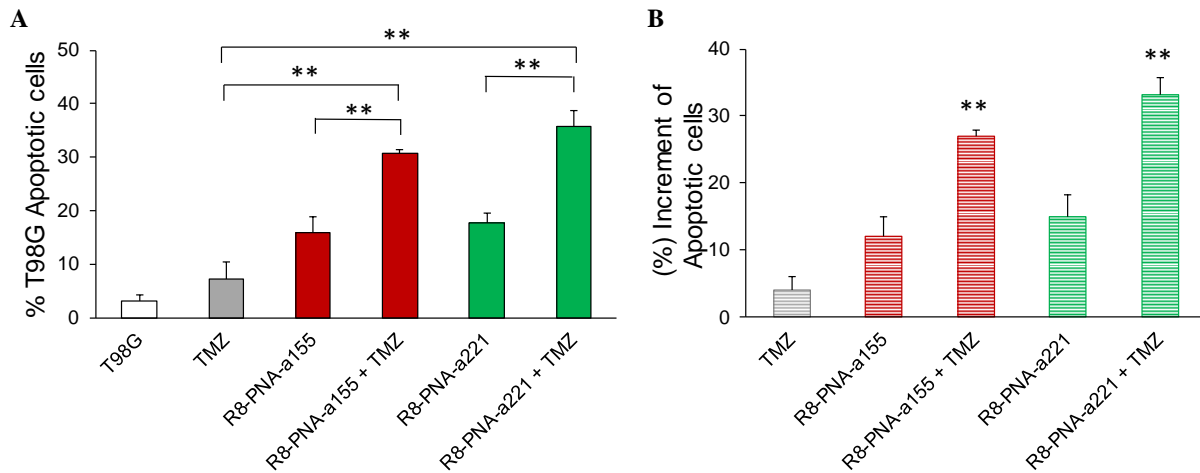 A
% T98G Apoptotic cells
50
40
30
20
10
0
**
**
**
**
T98G
TMZ
R8-PNA-a155
R8-PNA-a155 + TMZ
R8-PNA-a221
R8-PNA-a221 + TMZ
B
(%) Increment of
Apoptotic cells
40
30
20
10
0
**
**
TMZ
R8-PNA-a155
R8-PNA-a155 + TMZ
R8-PNA-a221
R8-PNA-a221 + TMZ